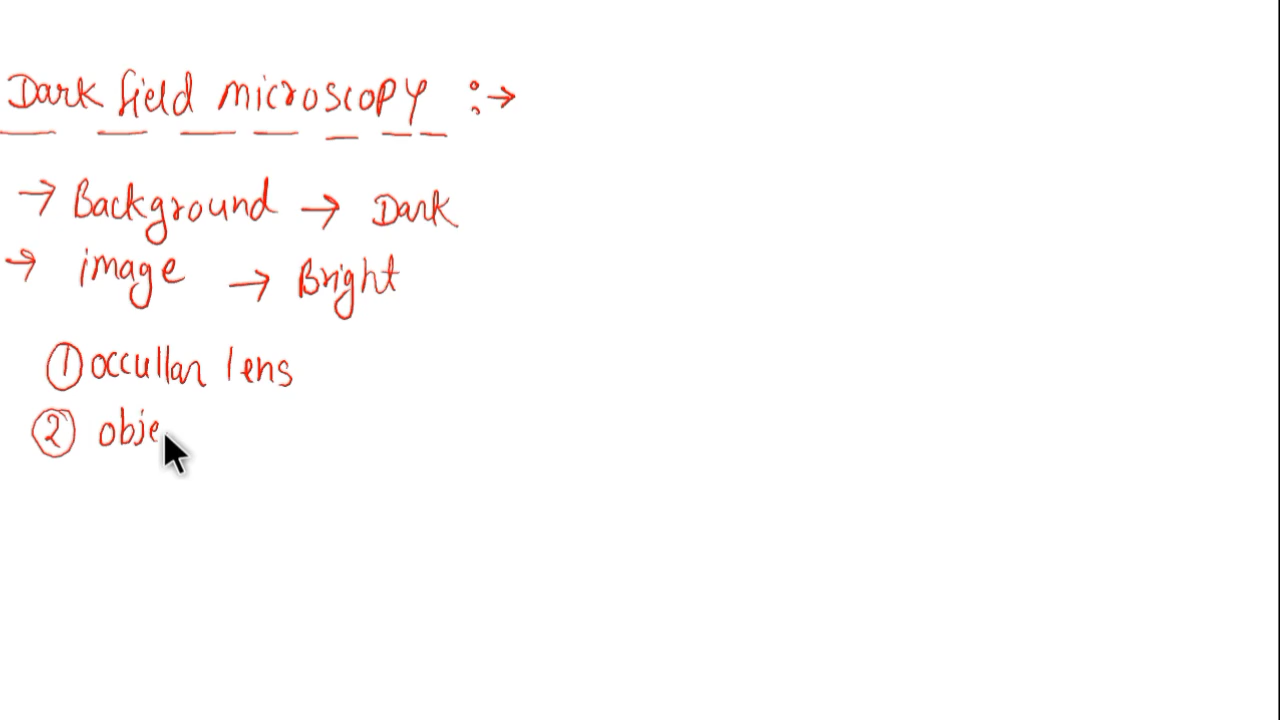 Dark field microscopy :→
→ Background → Dark
→ image → Bright
① occullar lens
② obje